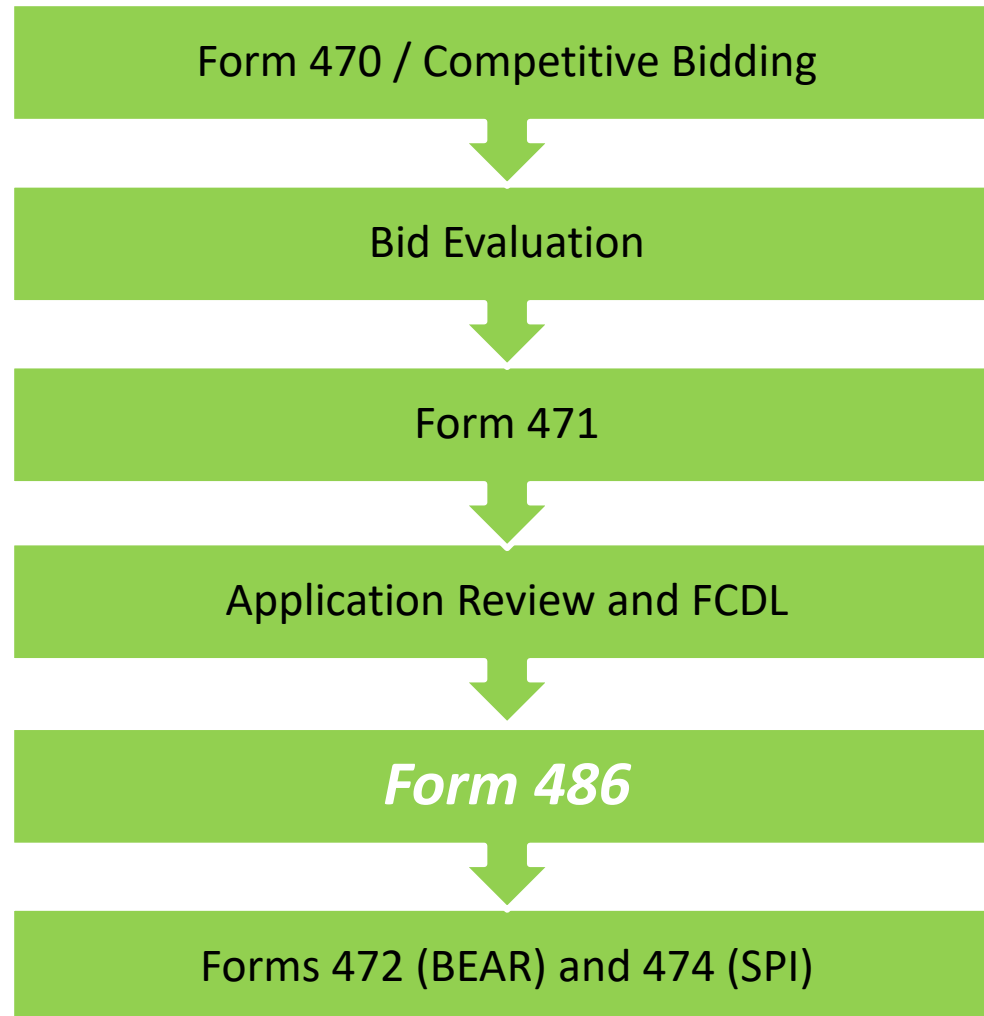 Form 470 / Competitive Bidding
Bid Evaluation
Form 471
Application Review and FCDL
Form 486
Forms 472 (BEAR) and 474 (SPI)